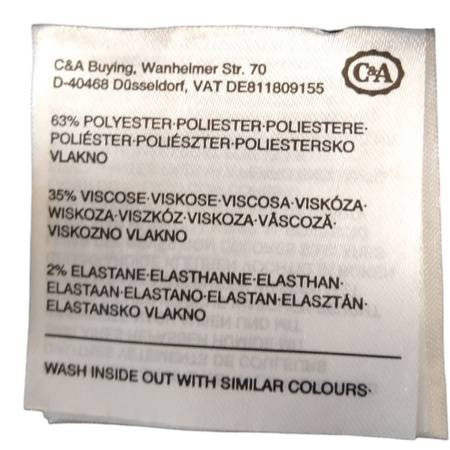 C&A Buying, Wanheimer Str. 70
D-40468 Düsseldorf, VAT DE811809155
C&A
63% POLYESTER·POLIESTER·POLIESTERE·
POLIÉSTER·POLIÉSZTER·POLIESTERSKO
VLAKNO
35% VISCOSE·VISKOSE·VISCOSA·VISKÓZA·
WISKOZA·VISZKÓZ·VISKOZA·VÂSCOZĂ·
VISKOZNO VLAKNO
2% ELASTANE·ELASTHANNE·ELASTHAN·
ELASTAAN·ELASTANO·ELASTAN·ELASZTÁN·
ELASTANSKO VLAKNO
WASH INSIDE OUT WITH SIMILAR COLOURS·